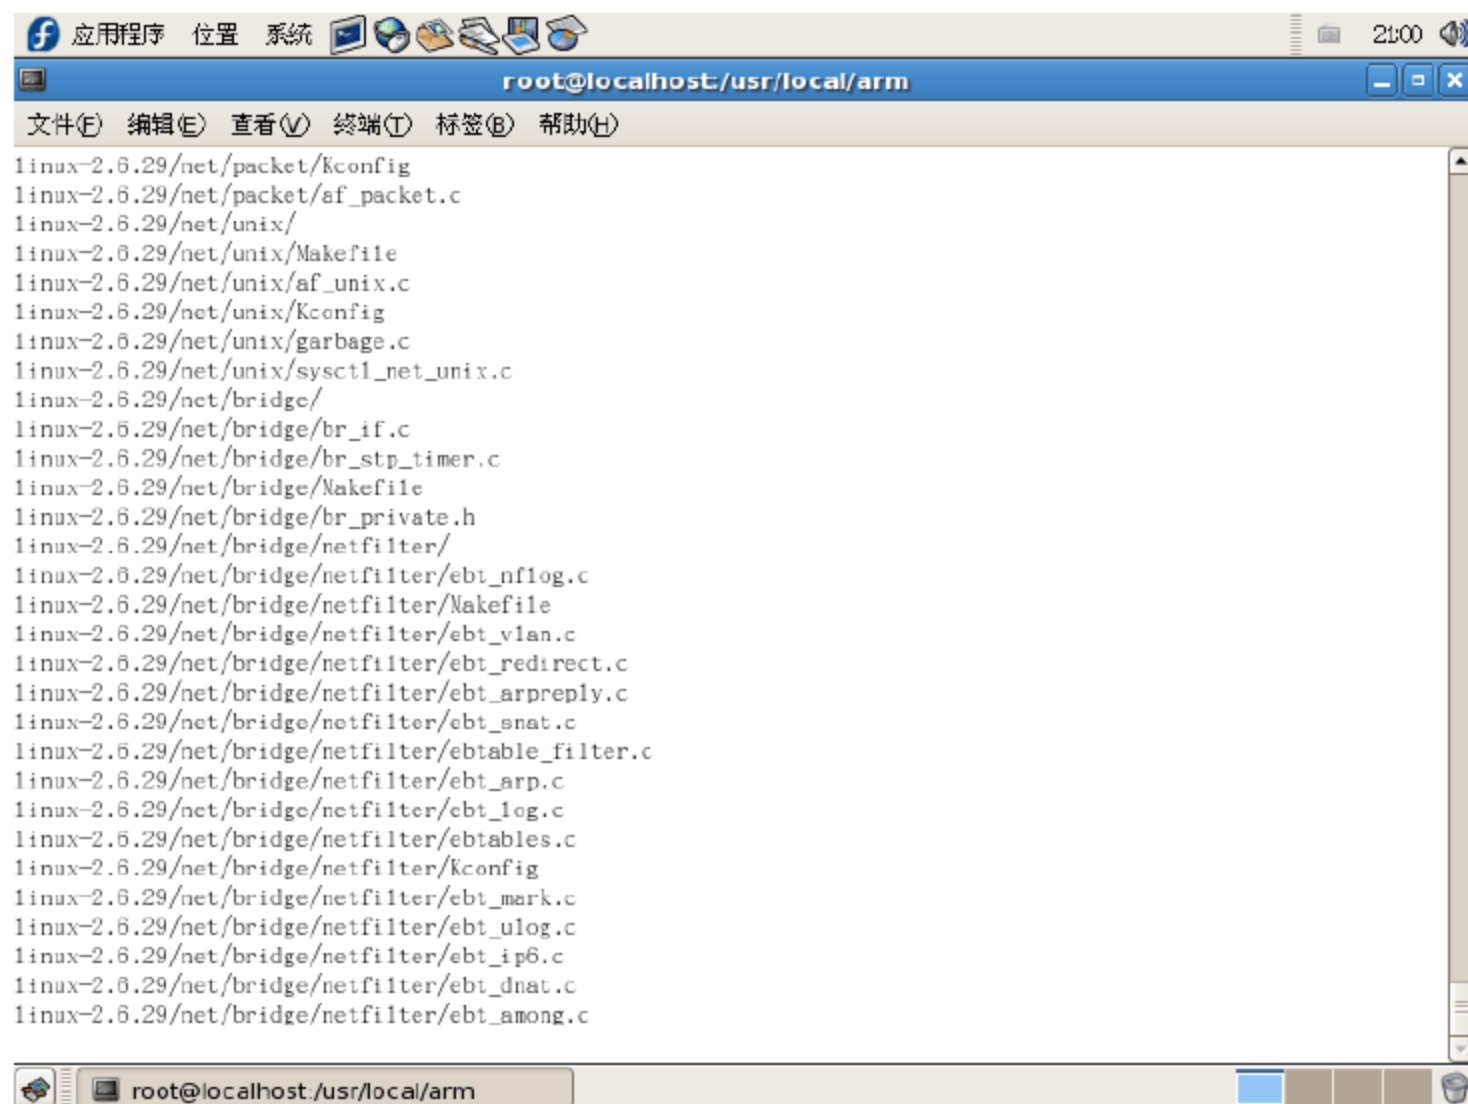 应用程序 位置 系统 21:00
root@localhost:/usr/local/arm
文件(F) 编辑(E) 查看(V) 终端(T) 标签(B) 帮助(H)
linux-2.6.29/net/packet/Kconfig
linux-2.6.29/net/packet/af_packet.c
linux-2.6.29/net/unix/
linux-2.6.29/net/unix/Makefile
linux-2.6.29/net/unix/af_unix.c
linux-2.6.29/net/unix/Kconfig
linux-2.6.29/net/unix/garbage.c
linux-2.6.29/net/unix/sysctl_net_unix.c
linux-2.6.29/net/bridge/
linux-2.6.29/net/bridge/br_if.c
linux-2.6.29/net/bridge/br_stp_timer.c
linux-2.6.29/net/bridge/Makefile
linux-2.6.29/net/bridge/br_private.h
linux-2.6.29/net/bridge/netfilter/
linux-2.6.29/net/bridge/netfilter/ebt_nflog.c
linux-2.6.29/net/bridge/netfilter/Makefile
linux-2.6.29/net/bridge/netfilter/ebt_vlan.c
linux-2.6.29/net/bridge/netfilter/ebt_redirect.c
linux-2.6.29/net/bridge/netfilter/ebt_arpreply.c
linux-2.6.29/net/bridge/netfilter/ebt_snat.c
linux-2.6.29/net/bridge/netfilter/ebtable_filter.c
linux-2.6.29/net/bridge/netfilter/ebt_arp.c
linux-2.6.29/net/bridge/netfilter/ebt_log.c
linux-2.6.29/net/bridge/netfilter/ebtables.c
linux-2.6.29/net/bridge/netfilter/Kconfig
linux-2.6.29/net/bridge/netfilter/ebt_mark.c
linux-2.6.29/net/bridge/netfilter/ebt_ulog.c
linux-2.6.29/net/bridge/netfilter/ebt_ip6.c
linux-2.6.29/net/bridge/netfilter/ebt_dnat.c
linux-2.6.29/net/bridge/netfilter/ebt_among.c
root@localhost:/usr/local/arm